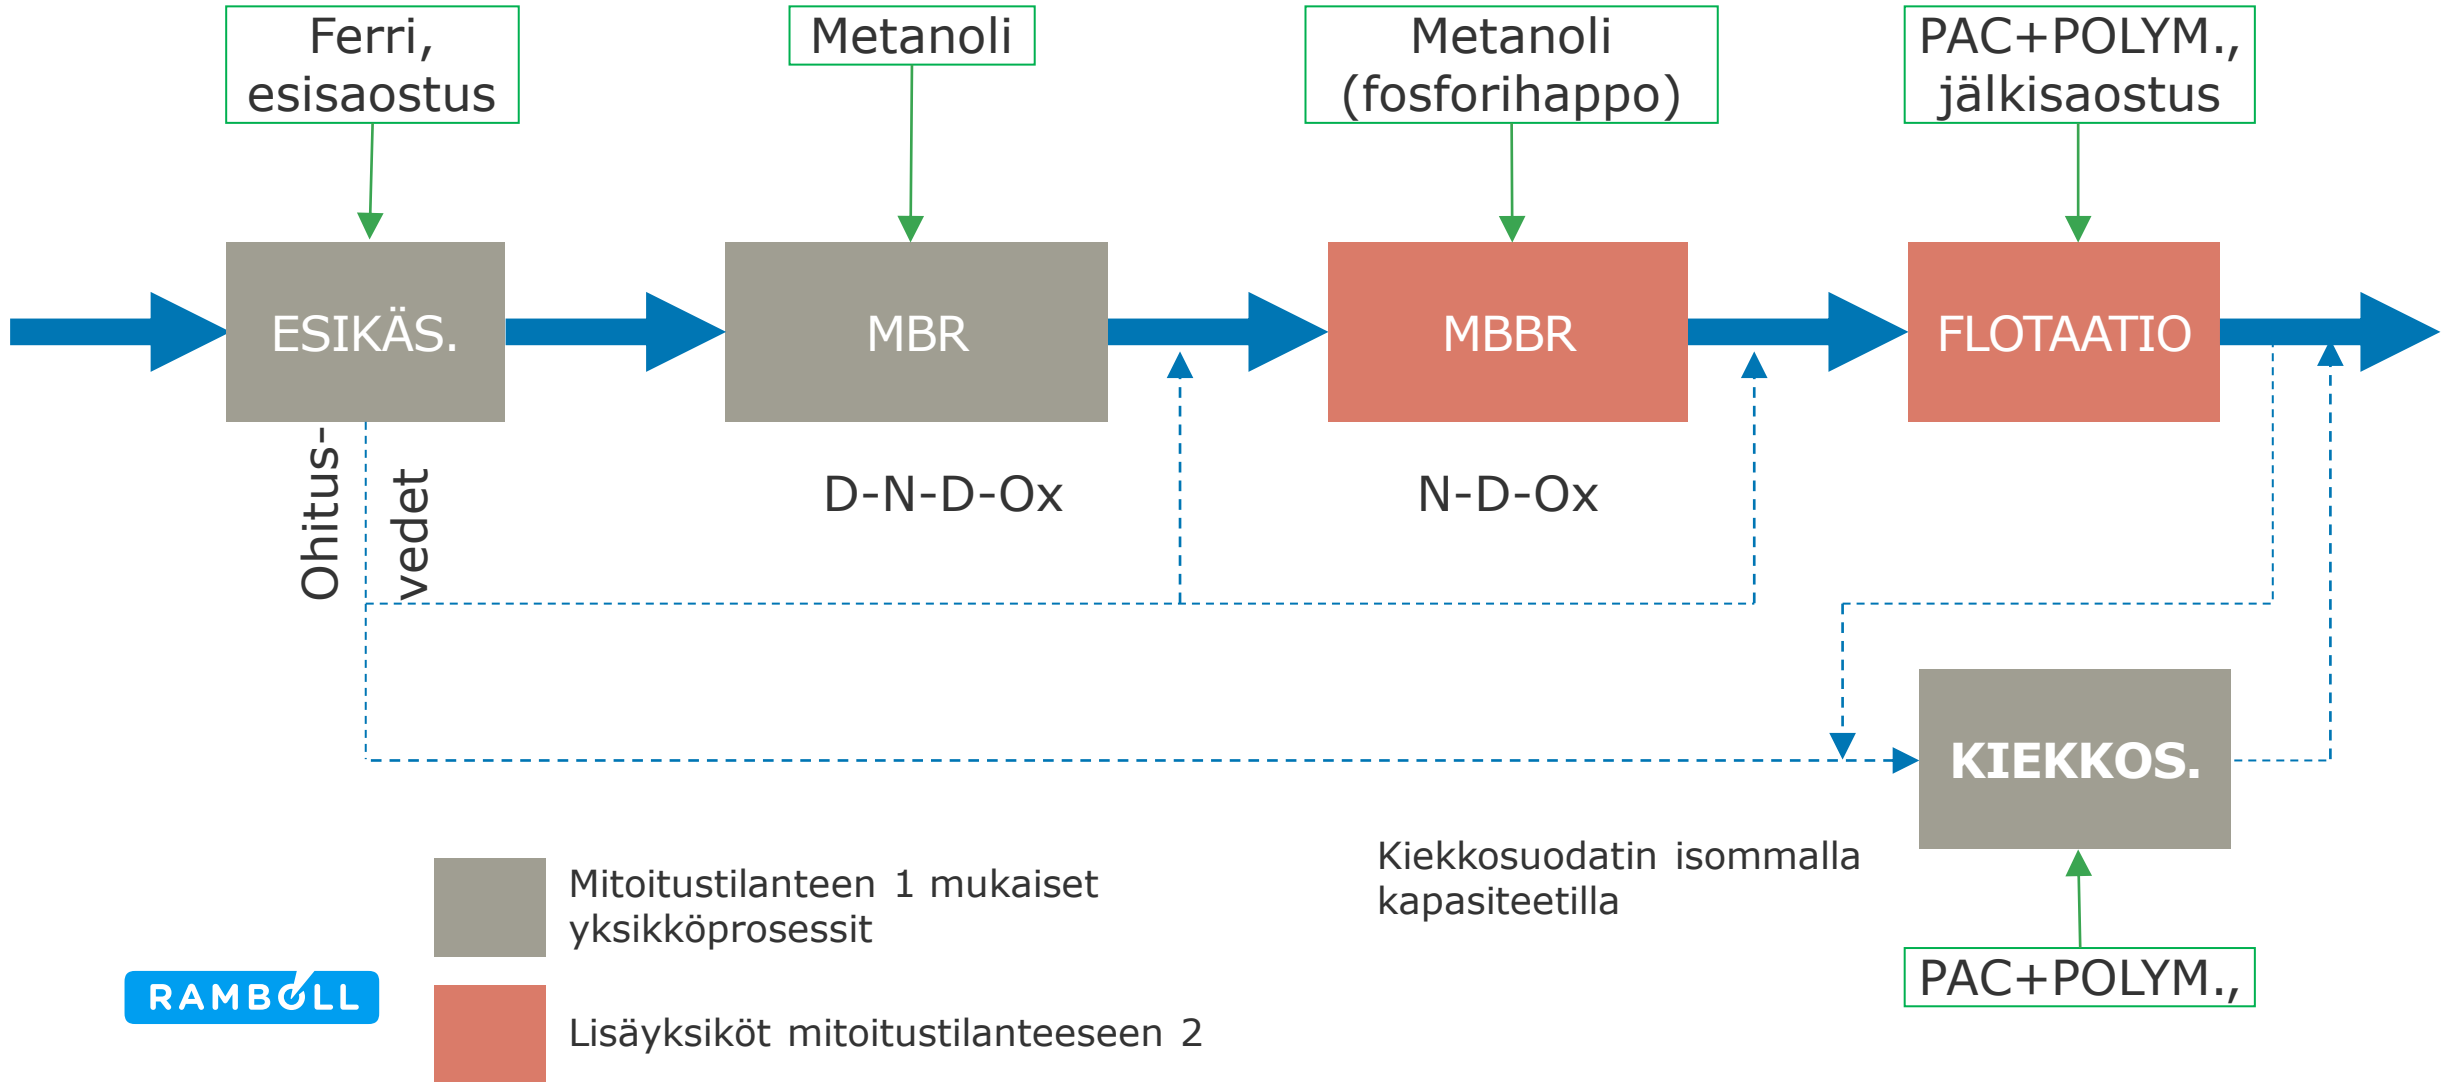 Ferri,
esisaostus
Metanoli
Metanoli
(fosforihappo)
PAC+POLYM.,
jälkisaostus
ESIKÄS.
MBR
MBBR
FLOTAATIO
Ohitus-
vedet
D-N-D-Ox
N-D-Ox
KIEKKOS.
Kiekkosuodatin isommalla
kapasiteetilla
PAC+POLYM.,
Mitoitustilanteen 1 mukaiset
yksikköprosessit
Lisäyksiköt mitoitustilanteeseen 2
RAMBOLL